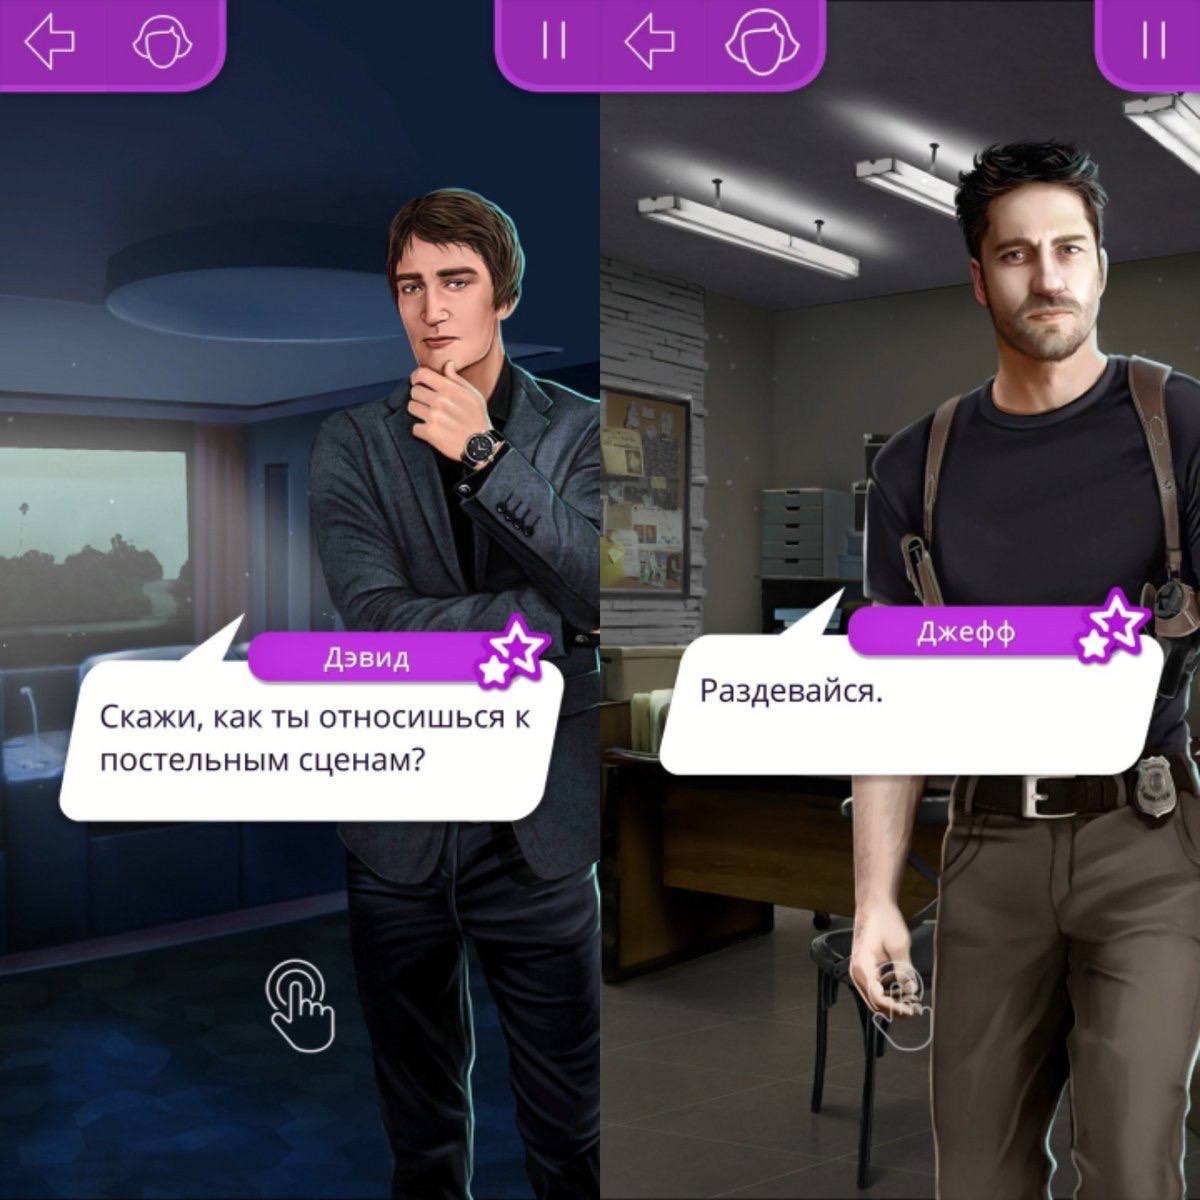 Дэвид
Скажи, как ты относишься к
постельным сценам?
Джефф
Раздевайся.